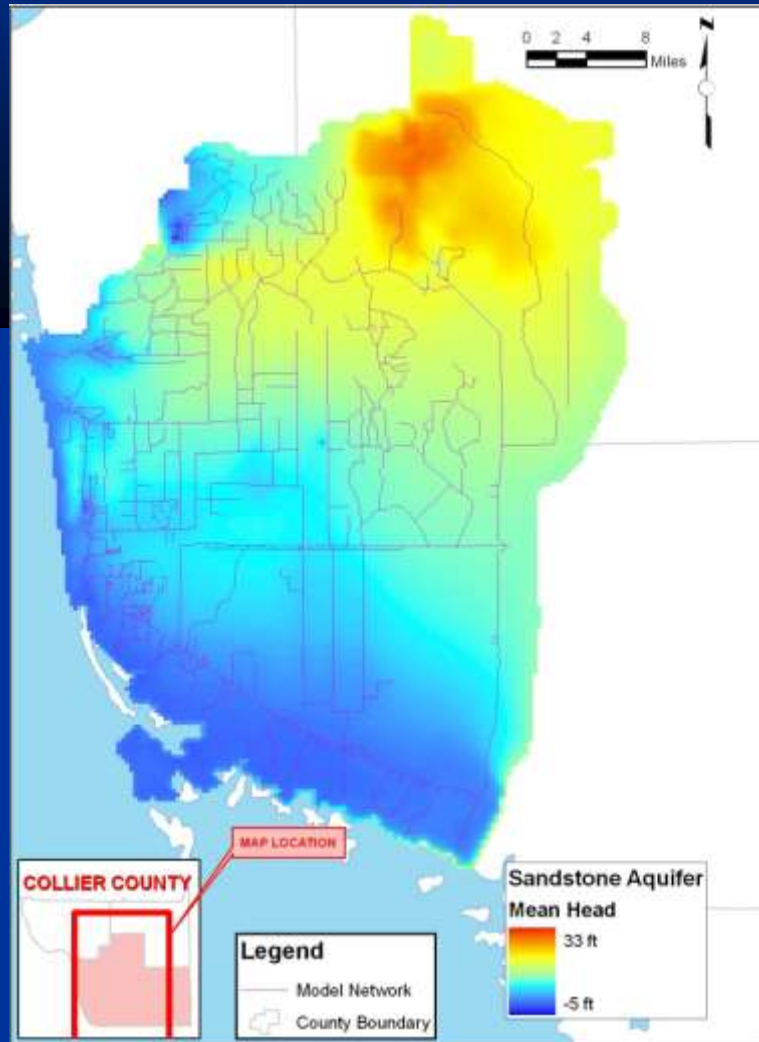 0 2 4 8
Miles
N
MAP LOCATION
COLLIER COUNTY
Legend
Model Network
County Boundary
Sandstone Aquifer
Mean Head
33 ft
-5 ft